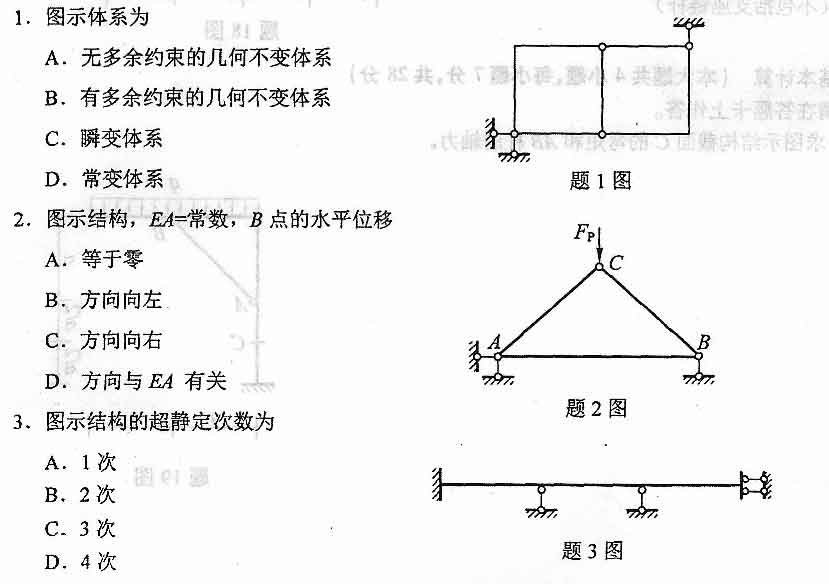 1．图示体系为
A．无多余约束的几何不变体系
B．有多余约束的几何不变体系
C．瞬变体系
D．常变体系
题 1 图
2．图示结构，EA=常数，B 点的水平位移
A．等于零
B．方向向左
C．方向向右
D．方向与 EA 有关
FP
C
A
B
题 2 图
3．图示结构的超静定次数为
A．1 次
B．2 次
C．3 次
D．4 次
题 3 图